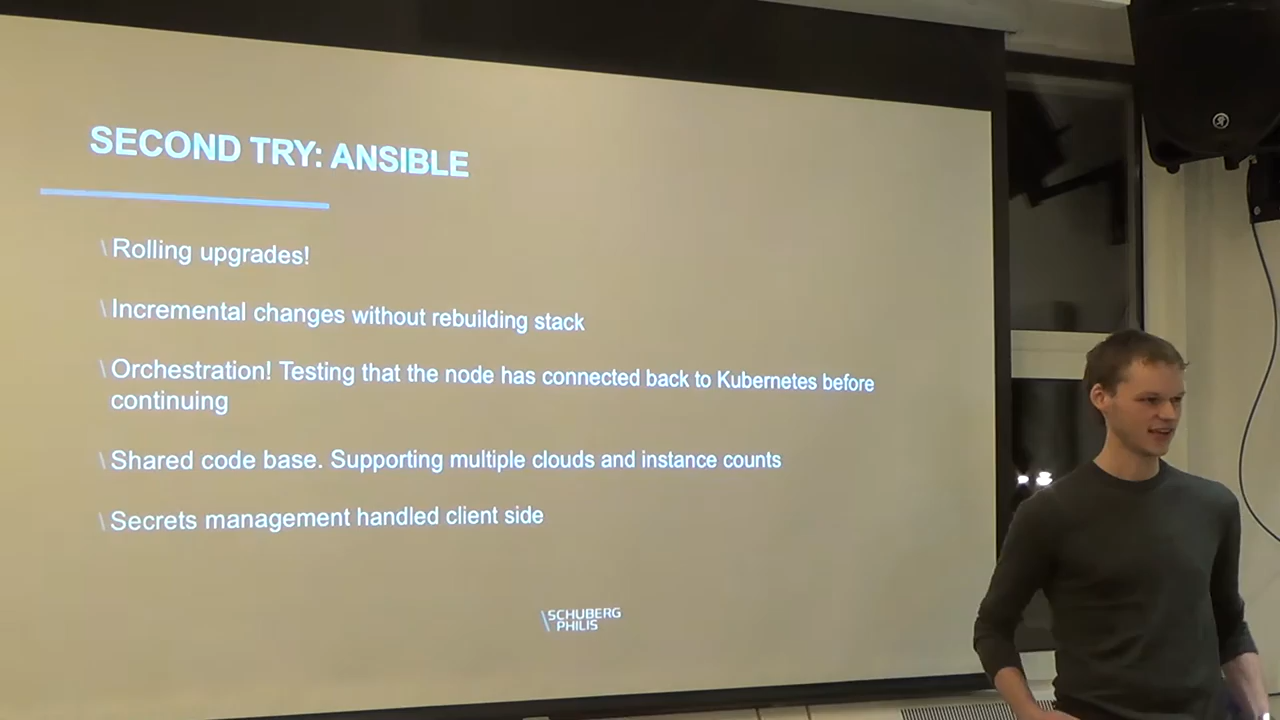 SECOND TRY: ANSIBLE
\ Rolling upgrades!
\ Incremental changes without rebuilding stack
\ Orchestration! Testing that the node has connected back to Kubernetes before
continuing
\ Shared code base. Supporting multiple clouds and instance counts
\ Secrets management handled client side
\SCHUBERG
PHILIS